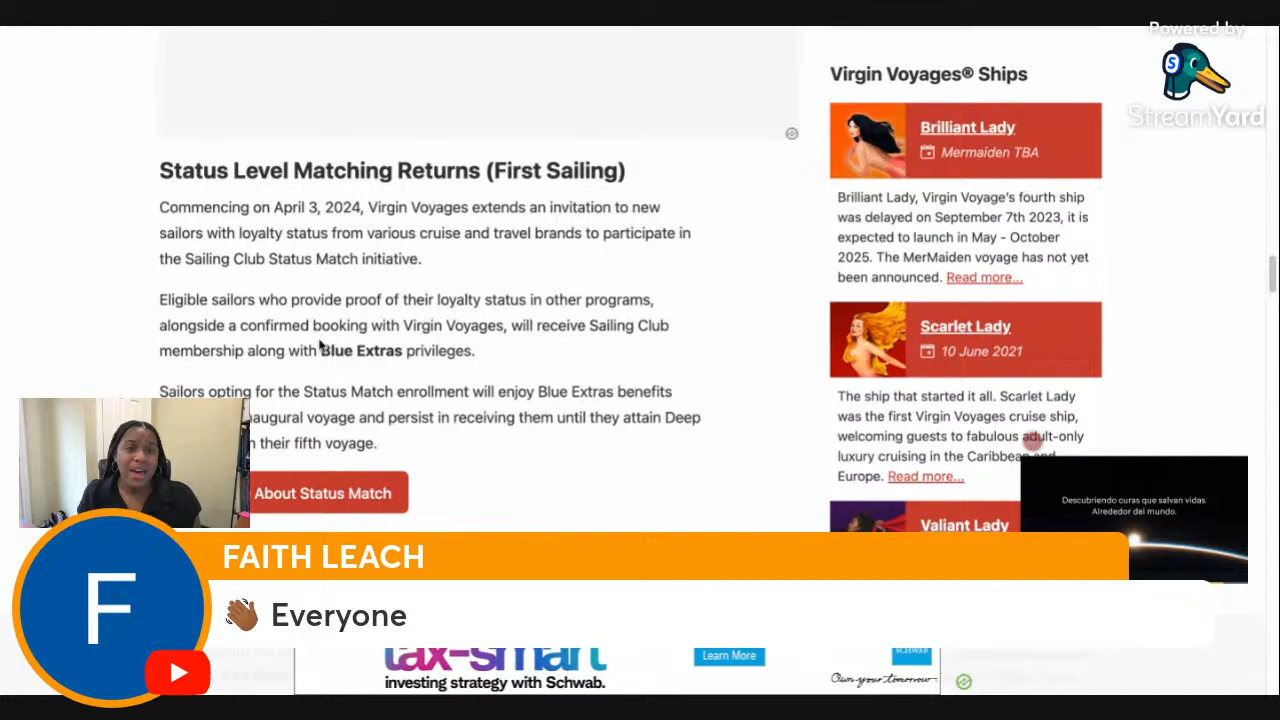 Powered by
StreamYard
Status Level Matching Returns (First Sailing)
Commencing on April 3, 2024, Virgin Voyages extends an invitation to new
sailors with loyalty status from various cruise and travel brands to participate in
the Sailing Club Status Match initiative.
Eligible sailors who provide proof of their loyalty status in other programs,
alongside a confirmed booking with Virgin Voyages, will receive Sailing Club
membership along with Blue Extras privileges.
Sailors opting for the Status Match enrollment will enjoy Blue Extras benefits
augural voyage and persist in receiving them until they attain Deep
their fifth voyage.
About Status Match
Virgin Voyages® Ships
Brilliant Lady
Mermaiden TBA
Brilliant Lady, Virgin Voyage's fourth ship
was delayed on September 7th 2023, it is
expected to launch in May - October
2025. The MerMaiden voyage has not yet
been announced. Read more...
Scarlet Lady
10 June 2021
The ship that started it all. Scarlet Lady
was the first Virgin Voyages cruise ship,
welcoming guests to fabulous adult-only
luxury cruising in the Caribbean and
Europe. Read more...
Valiant Lady
Descubriendo curas que salvan vidas.
Alrededor del mundo.
F
FAITH LEACH
👋🏾 Everyone
tax-smart
investing strategy with Schwab.
Learn More
SCHWAB
Own your tomorrow